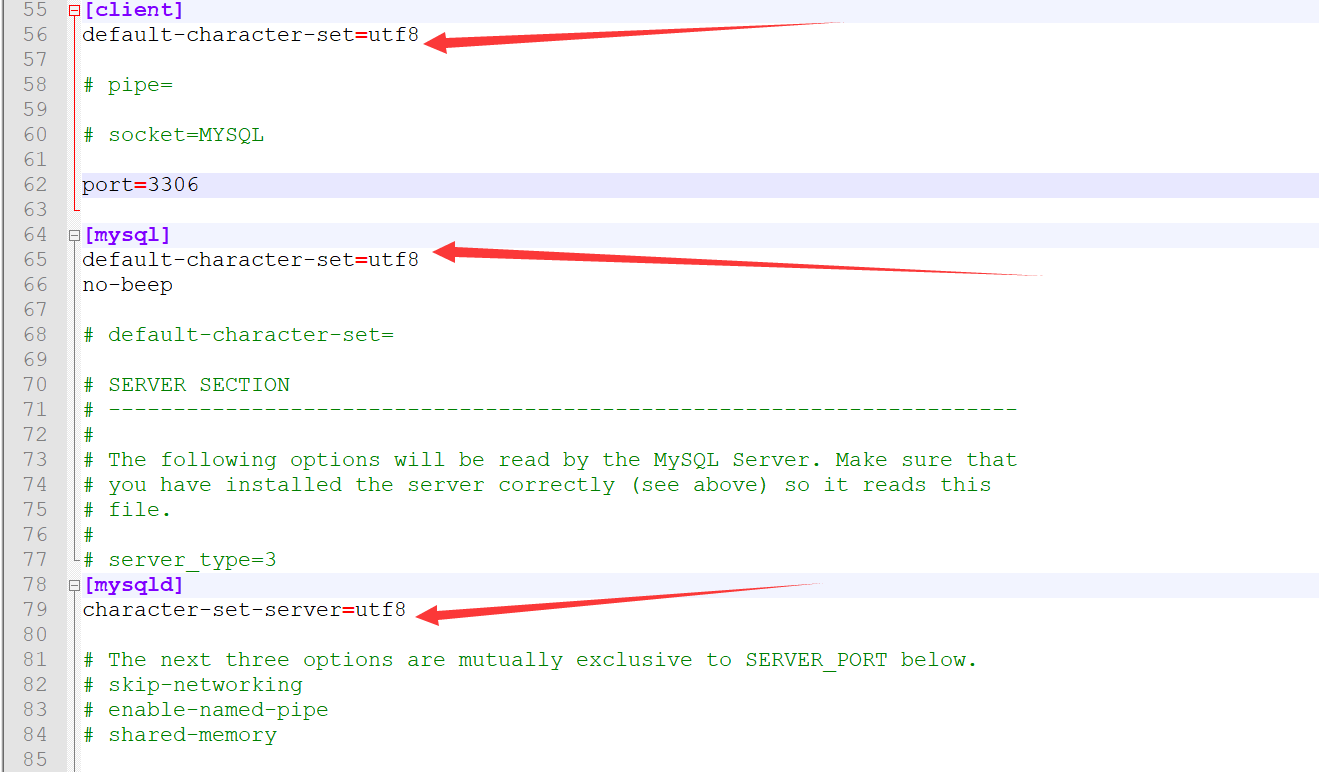 55 [client]
56 default-character-set=utf8
57
58 # pipe=
59
60 # socket=MYSQL
61
62 port=3306
63
64 [mysql]
65 default-character-set=utf8
66 no-beep
67
68 # default-character-set=
69
70 # SERVER SECTION
71 # ----------------------------------------------------------------------
72 #
73 # The following options will be read by the MySQL Server. Make sure that
74 # you have installed the server correctly (see above) so it reads this
75 # file.
76 #
77 # server_type=3
78 [mysqld]
79 character-set-server=utf8
80
81 # The next three options are mutually exclusive to SERVER_PORT below.
82 # skip-networking
83 # enable-named-pipe
84 # shared-memory
85